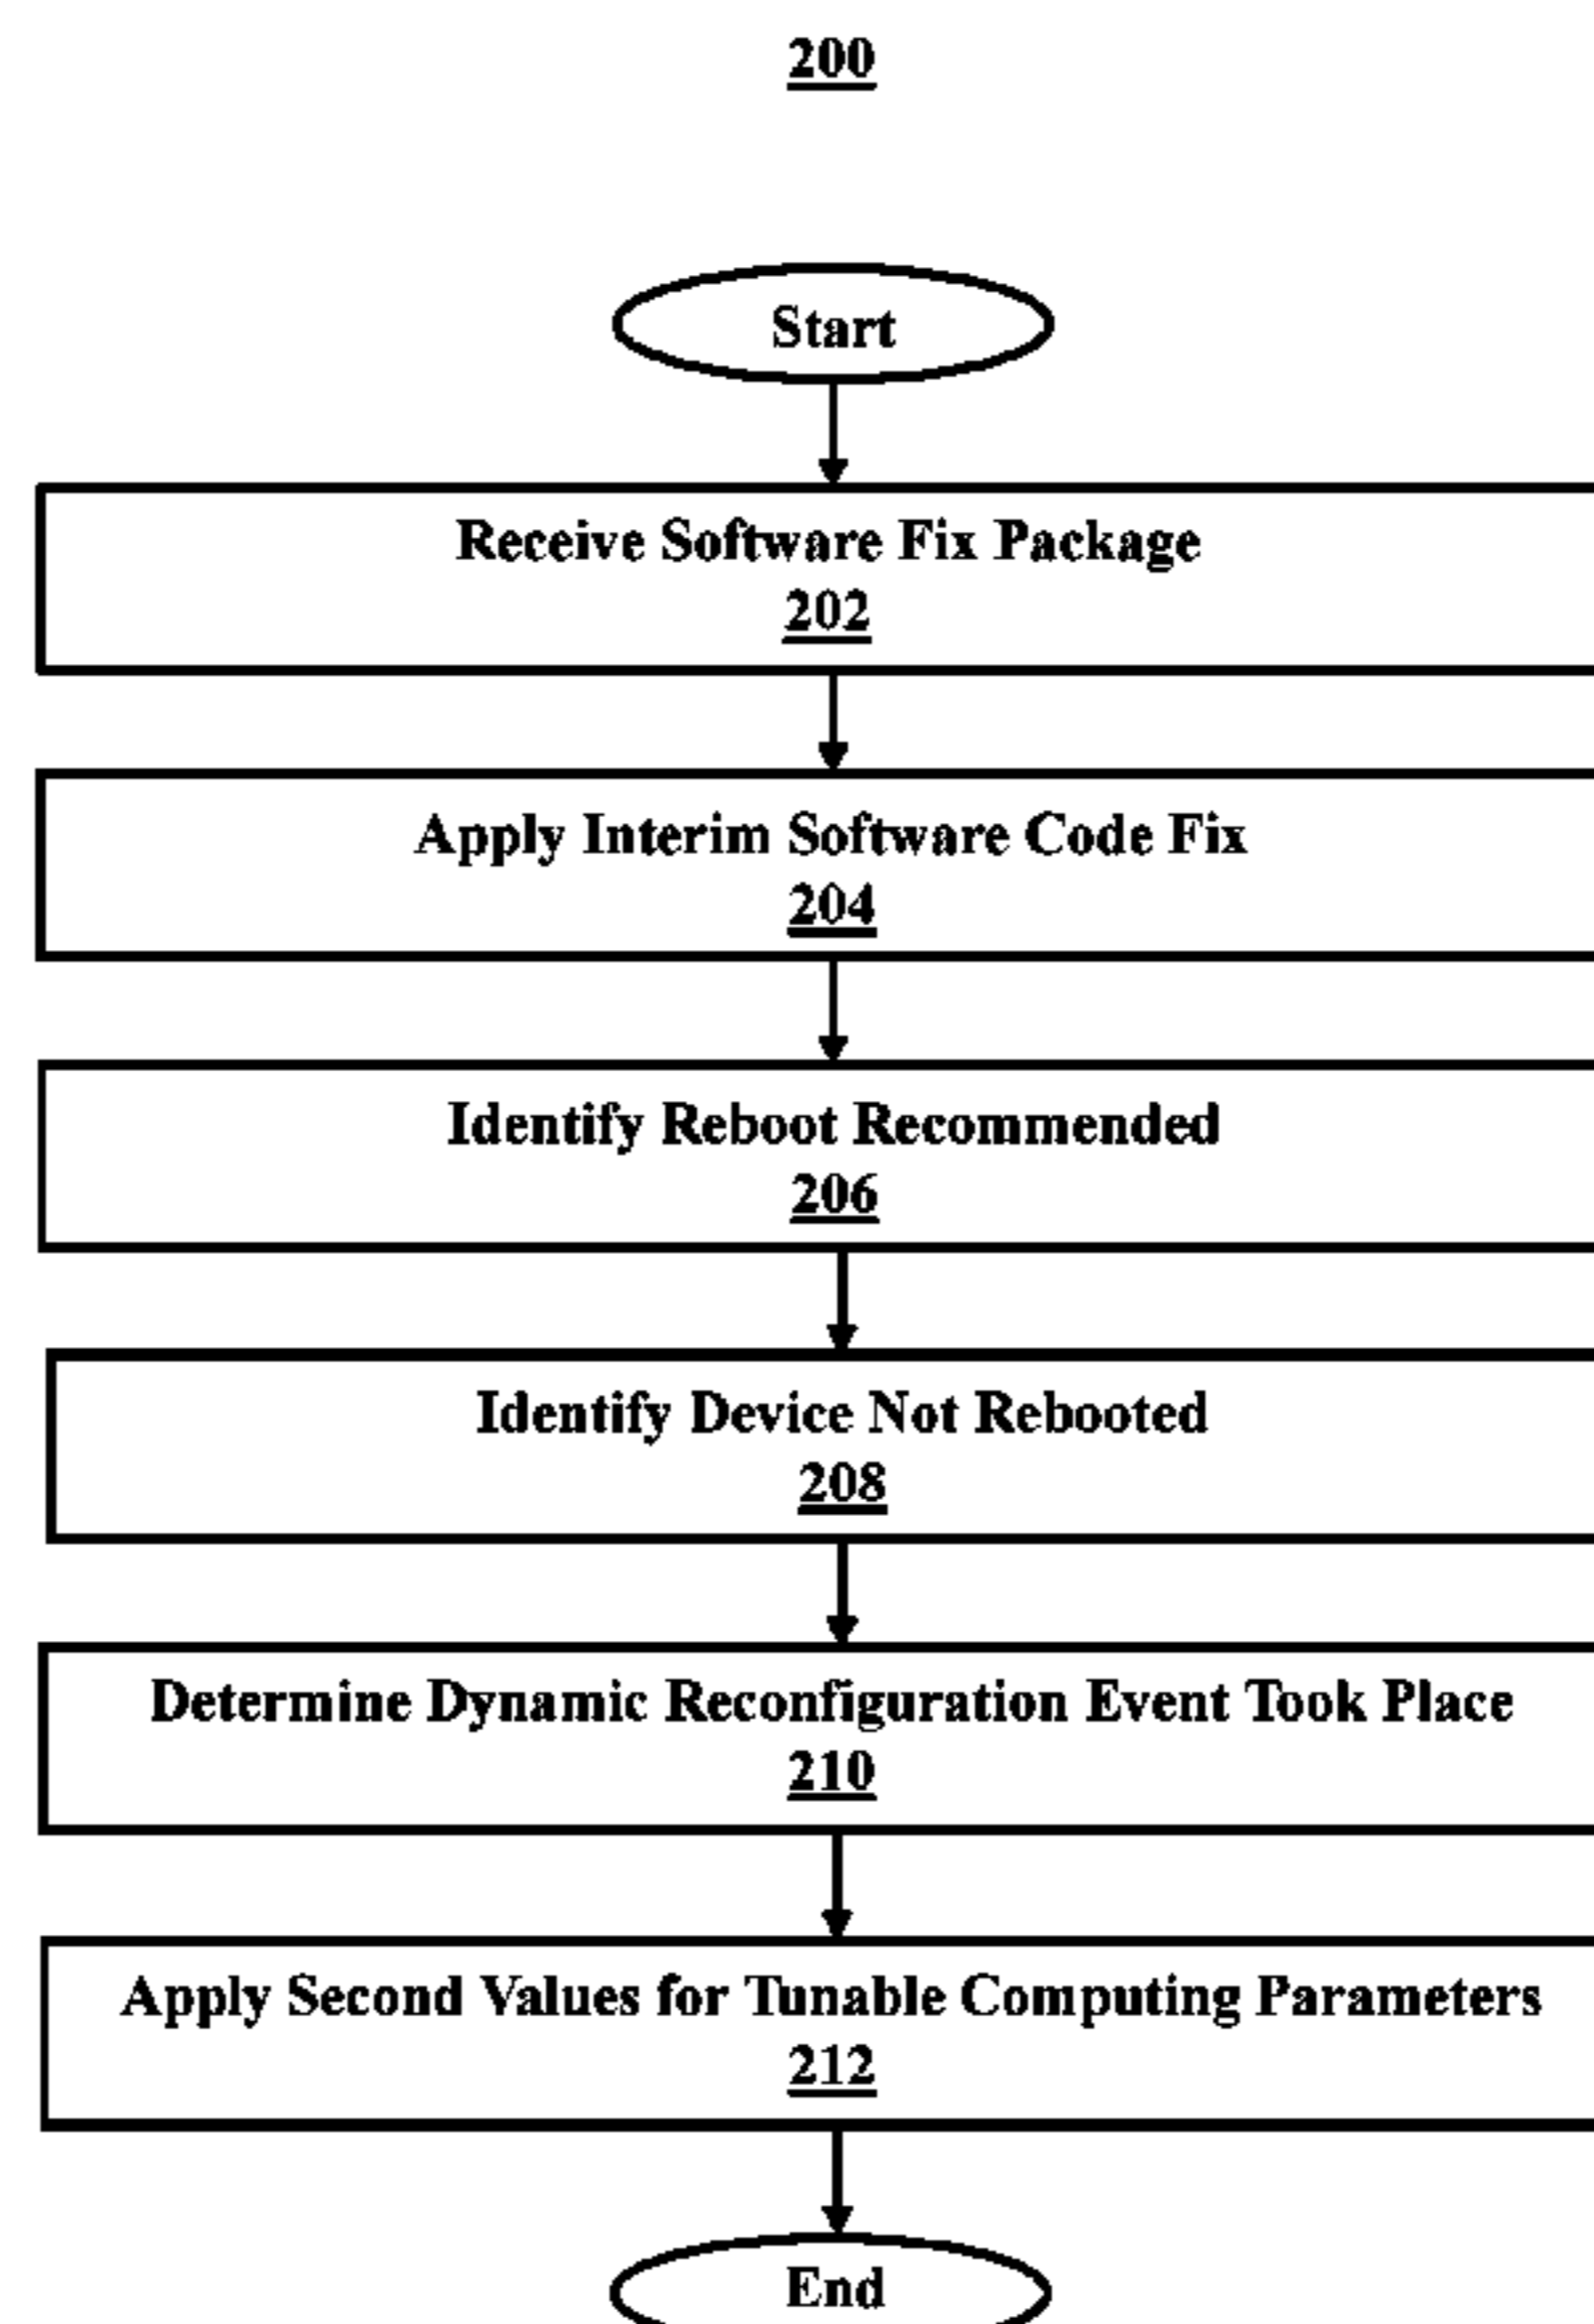 200
Start
Receive Software Fix Package
202
Apply Interim Software Code Fix
204
Identify Reboot Recommended
206
Identify Device Not Rebooted
208
Determine Dynamic Reconfiguration Event Took Place
210
Apply Second Values for Tunable Computing Parameters
212
End